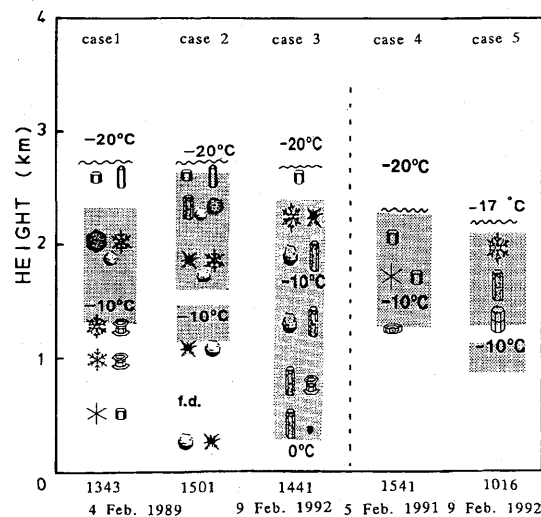 4
case1 case 2 case 3 case 4 case 5
3
-20°C -20°C -20°C -20°C
-17 °C
HEIGHT (km)
2
-10°C -10°C -10°C -10°C -10°C
1
f.d.
0°C
0
1343 1501 1441 1541 1016
4 Feb. 1989 9 Feb. 1992 5 Feb. 1991 9 Feb. 1992